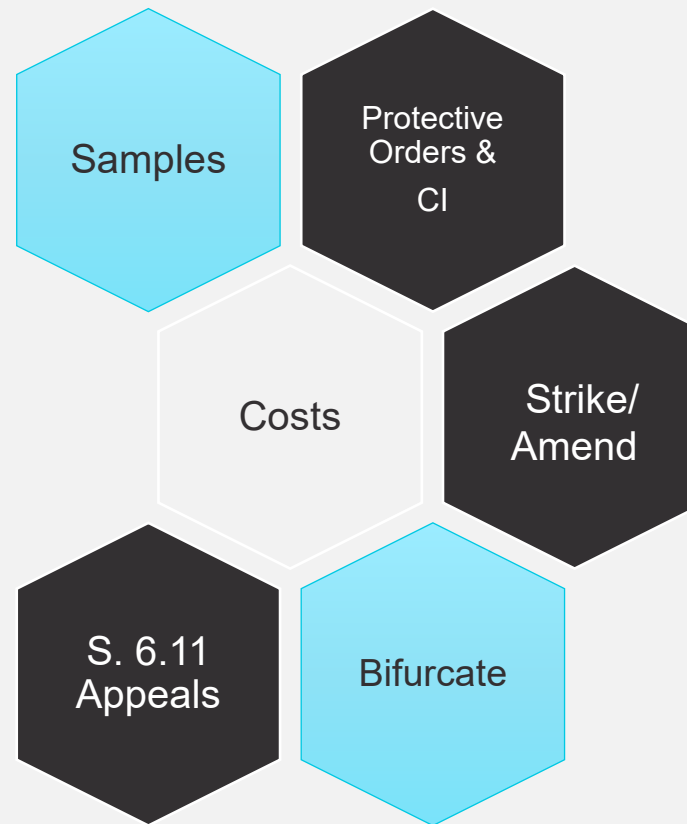 Samples
Protective
Orders &
CI
Costs
Strike/
Amend
S. 6.11
Appeals
Bifurcate